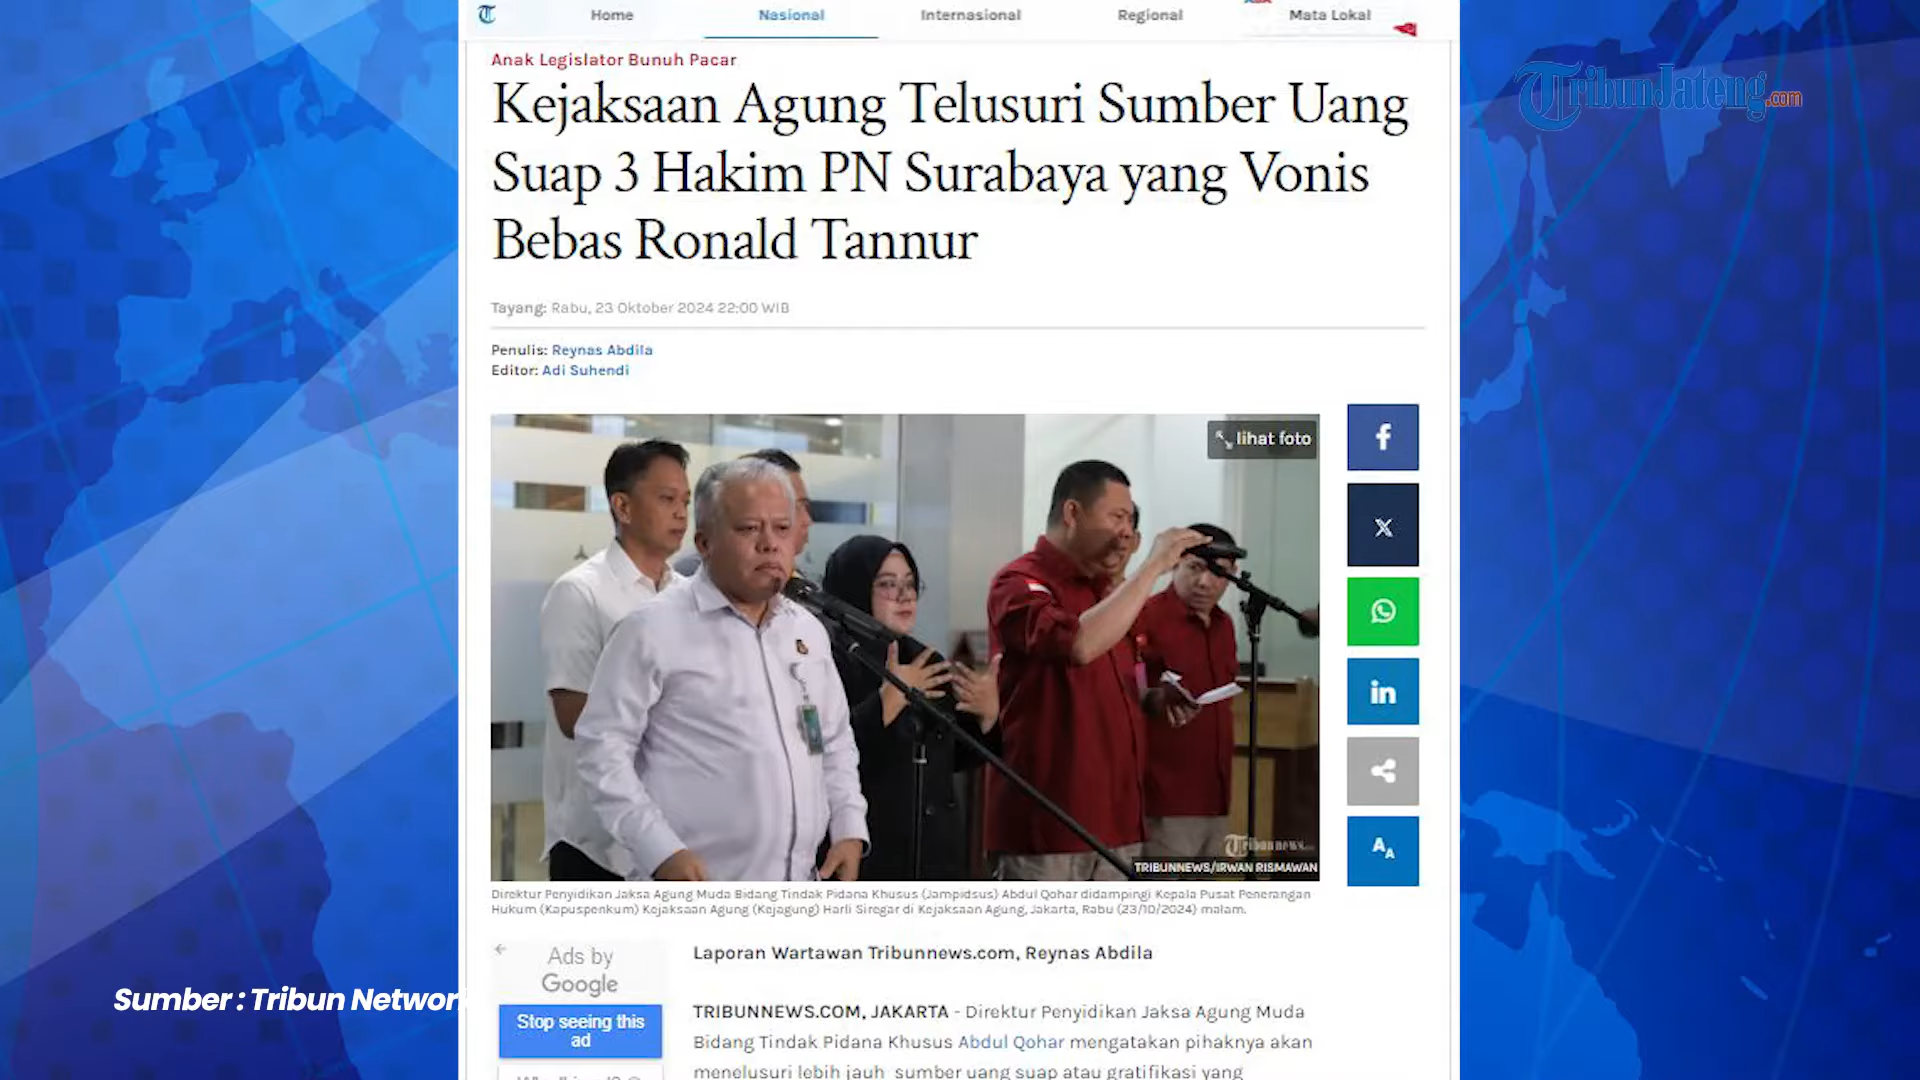 Home
Nasional
Internasional
Regional
Mata Lokal
TribunJateng.com
Anak Legislator Bunuh Pacar
Kejaksaan Agung Telusuri Sumber Uang
Suap 3 Hakim PN Surabaya yang Vonis
Bebas Ronald Tannur
Tayang: Rabu, 23 Oktober 2024 22:00 WIB
Penulis: Reynas Abdila
Editor: Adi Suhendi
lihat foto
Tribunnews
TRIBUNNEWS/IRWAN RISMAWAN
Direktur Penyidikan Jaksa Agung Muda Bidang Tindak Pidana Khusus (Jampidsus) Abdul Qohar didampingi Kepala Pusat Penerangan
Hukum (Kapuspenkum) Kejaksaan Agung (Kejagung) Harli Siregar di Kejaksaan Agung, Jakarta, Rabu (23/10/2024) malam.
Ads by
Google
Stop seeing this
ad
Laporan Wartawan Tribunnews.com, Reynas Abdila
TRIBUNNEWS.COM, JAKARTA - Direktur Penyidikan Jaksa Agung Muda
Bidang Tindak Pidana Khusus Abdul Qohar mengatakan pihaknya akan
menelusuri lebih jauh sumber uang suap atau gratifikasi yang
Sumber : Tribun Network